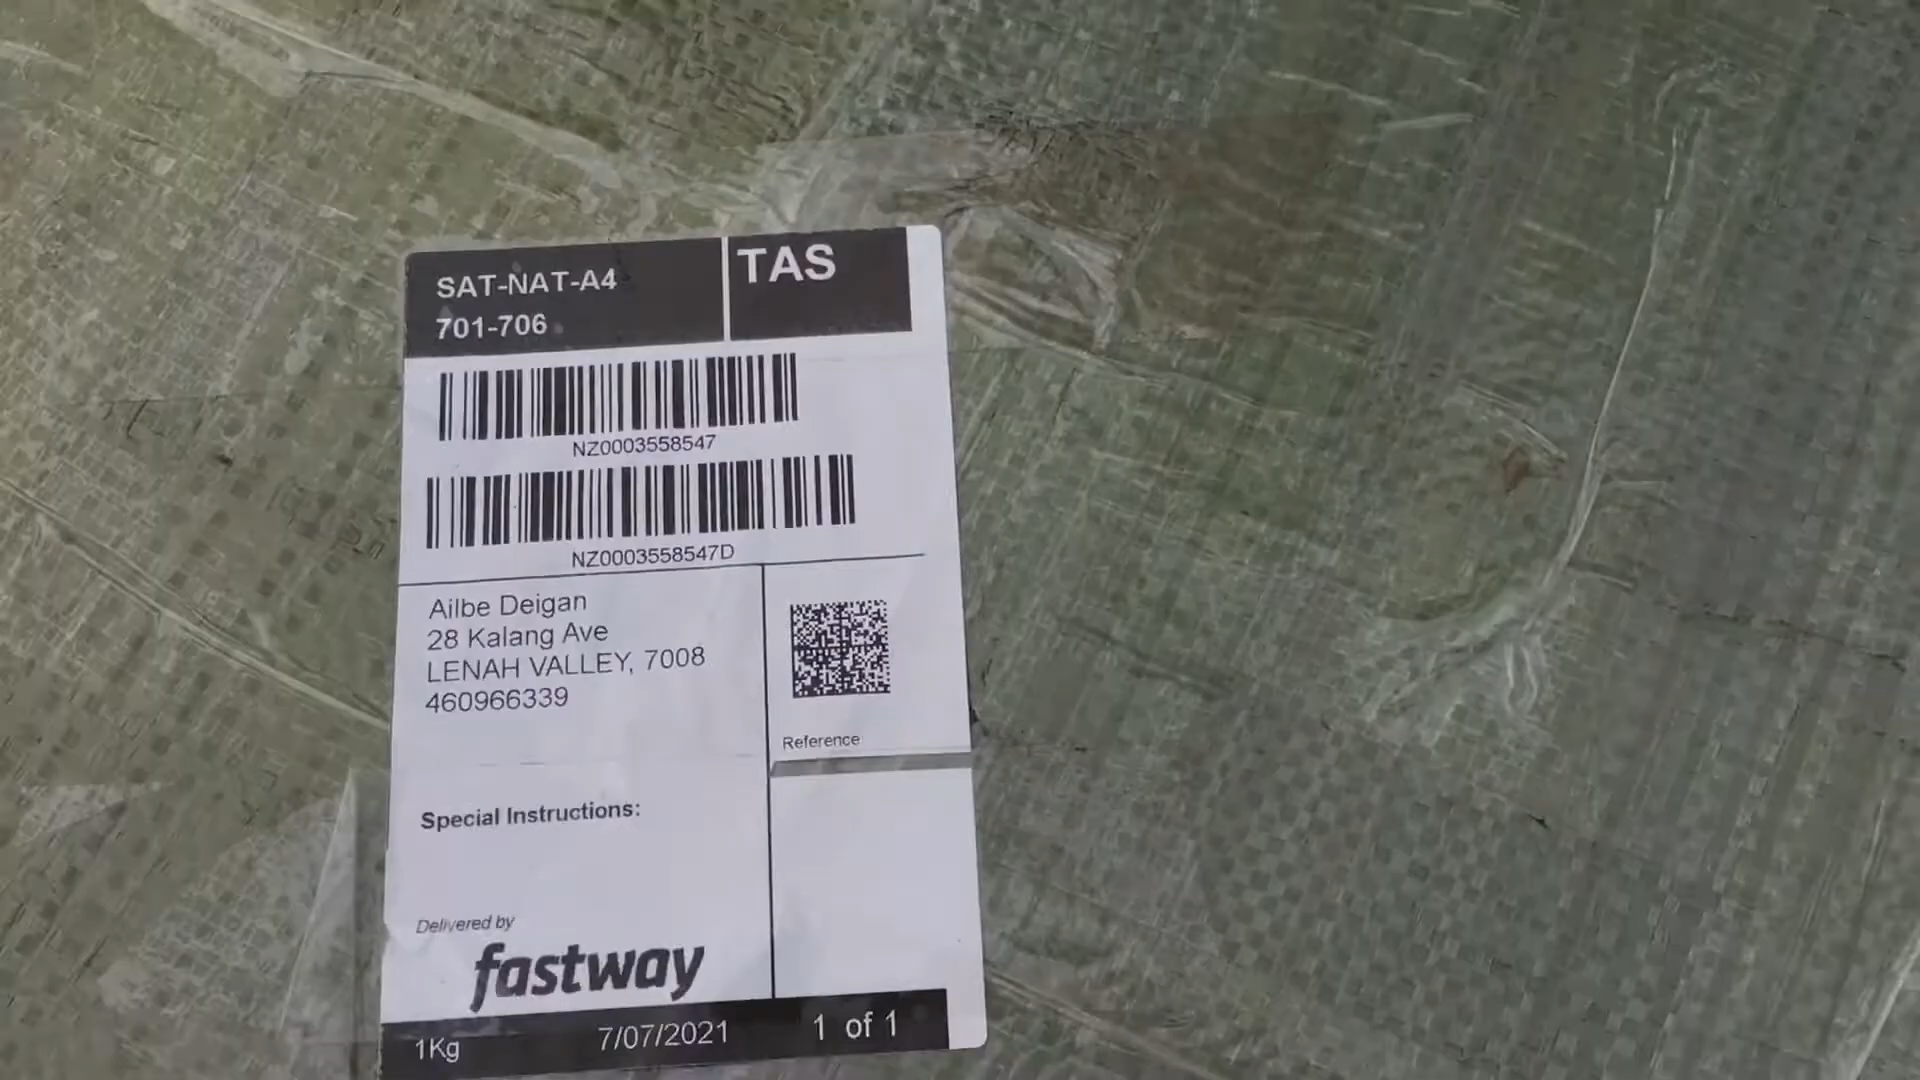 SAT-NAT-A4
701-706
TAS
NZ0003558547
NZ0003558547D
Ailbe Deigan
28 Kalang Ave
LENAH VALLEY, 7008
460966339
Reference
Special Instructions:
Delivered by
fastway
1Kg
7/07/2021
1 of 1